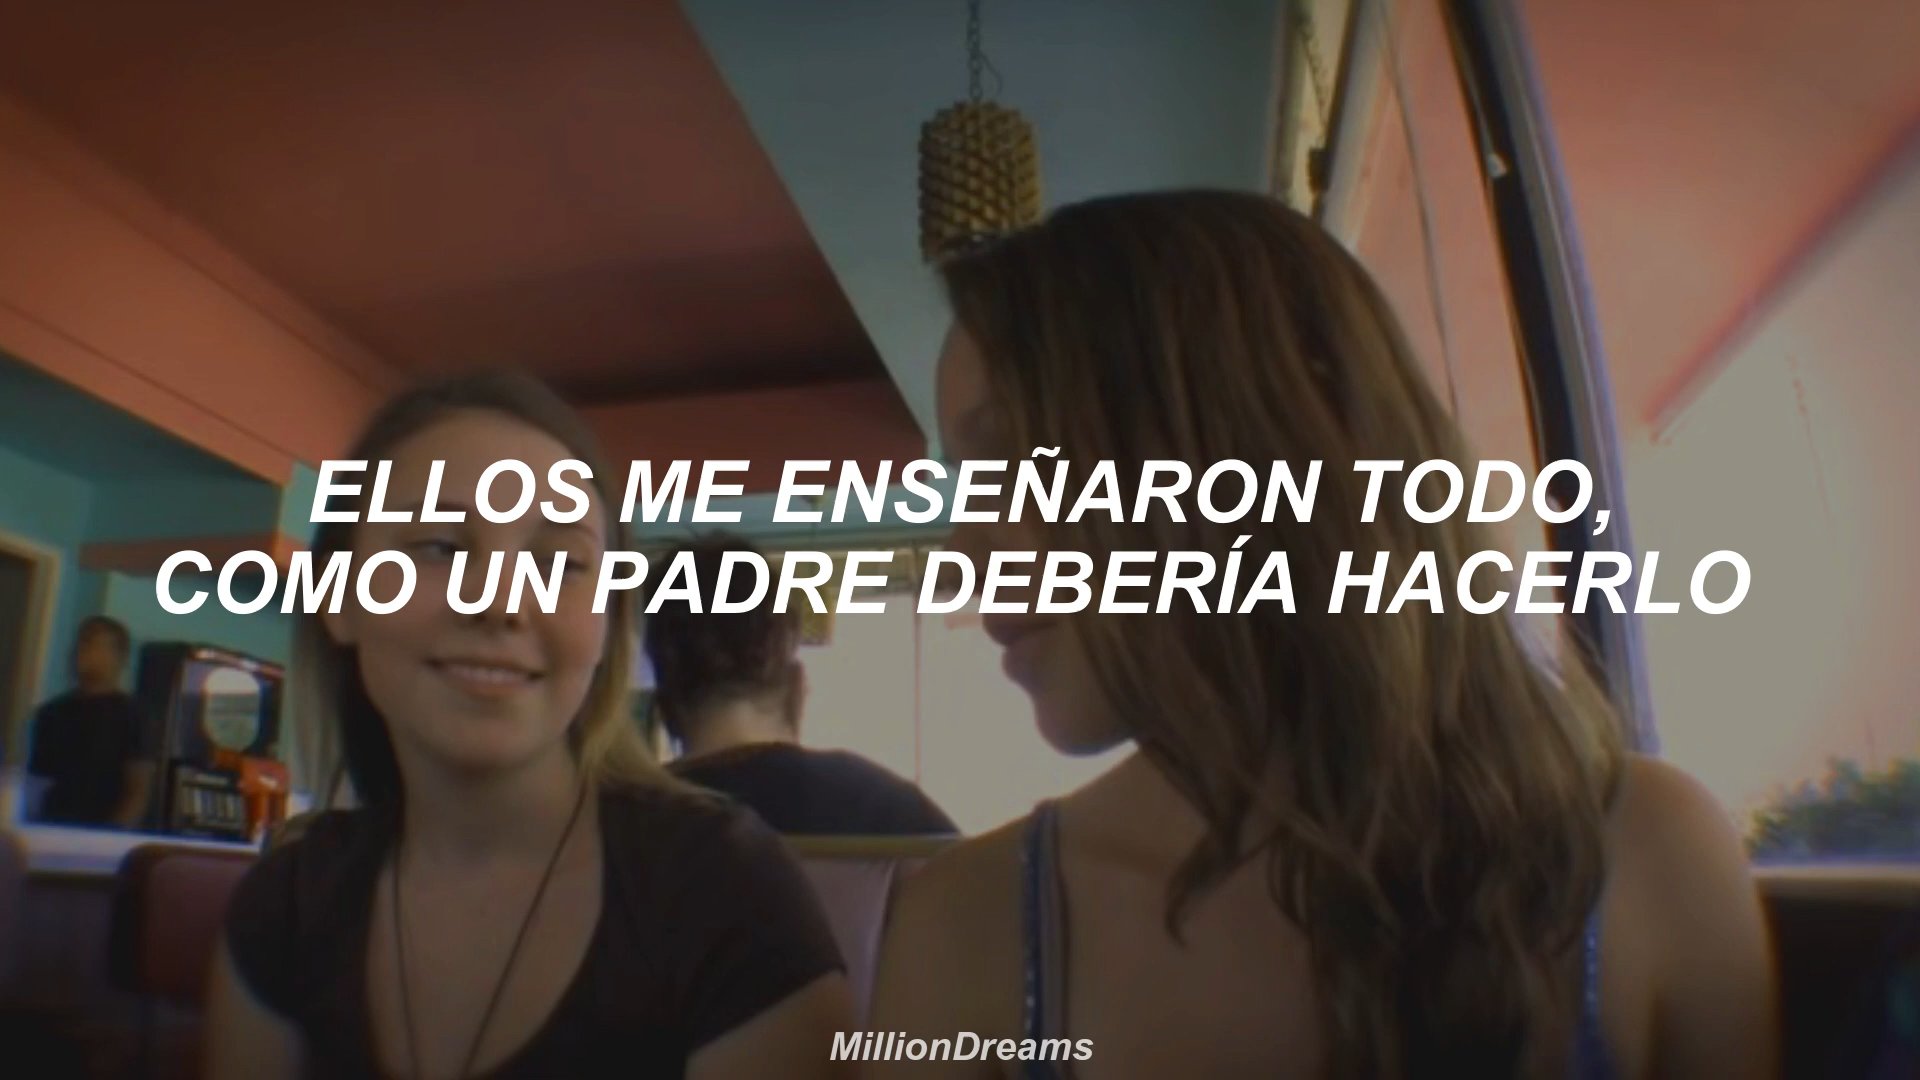 ELLOS ME ENSEÑARON TODO,
COMO UN PADRE DEBERÍA HACERLO
MillionDreams